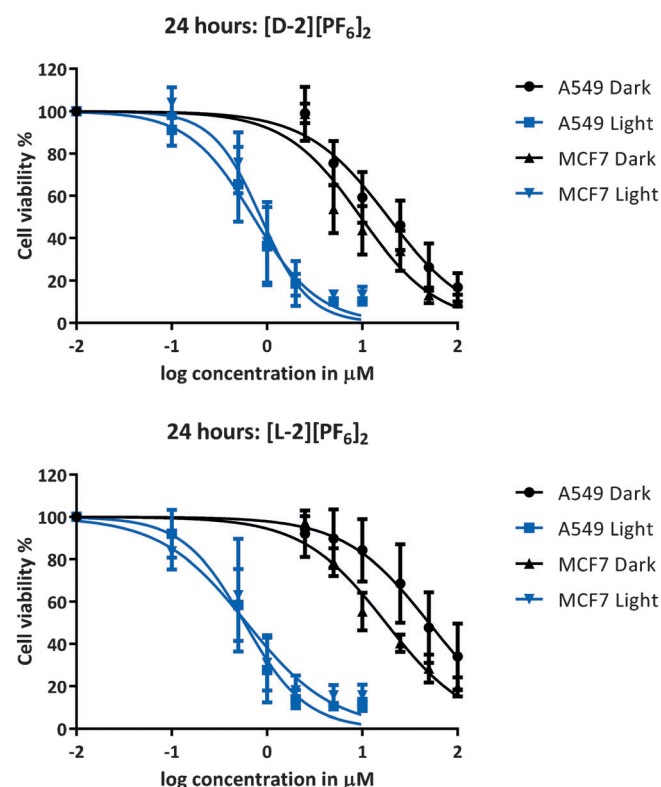 24 hours: [D-2][PF₆]₂
120
100
80
60
40
20
0
Cell viability %
-2
-1
0
1
2
log concentration in μM
A549 Dark
A549 Light
MCF7 Dark
MCF7 Light
24 hours: [L-2][PF₆]₂
120
100
80
60
40
20
0
Cell viability %
-2
-1
0
1
2
log concentration in μM
A549 Dark
A549 Light
MCF7 Dark
MCF7 Light